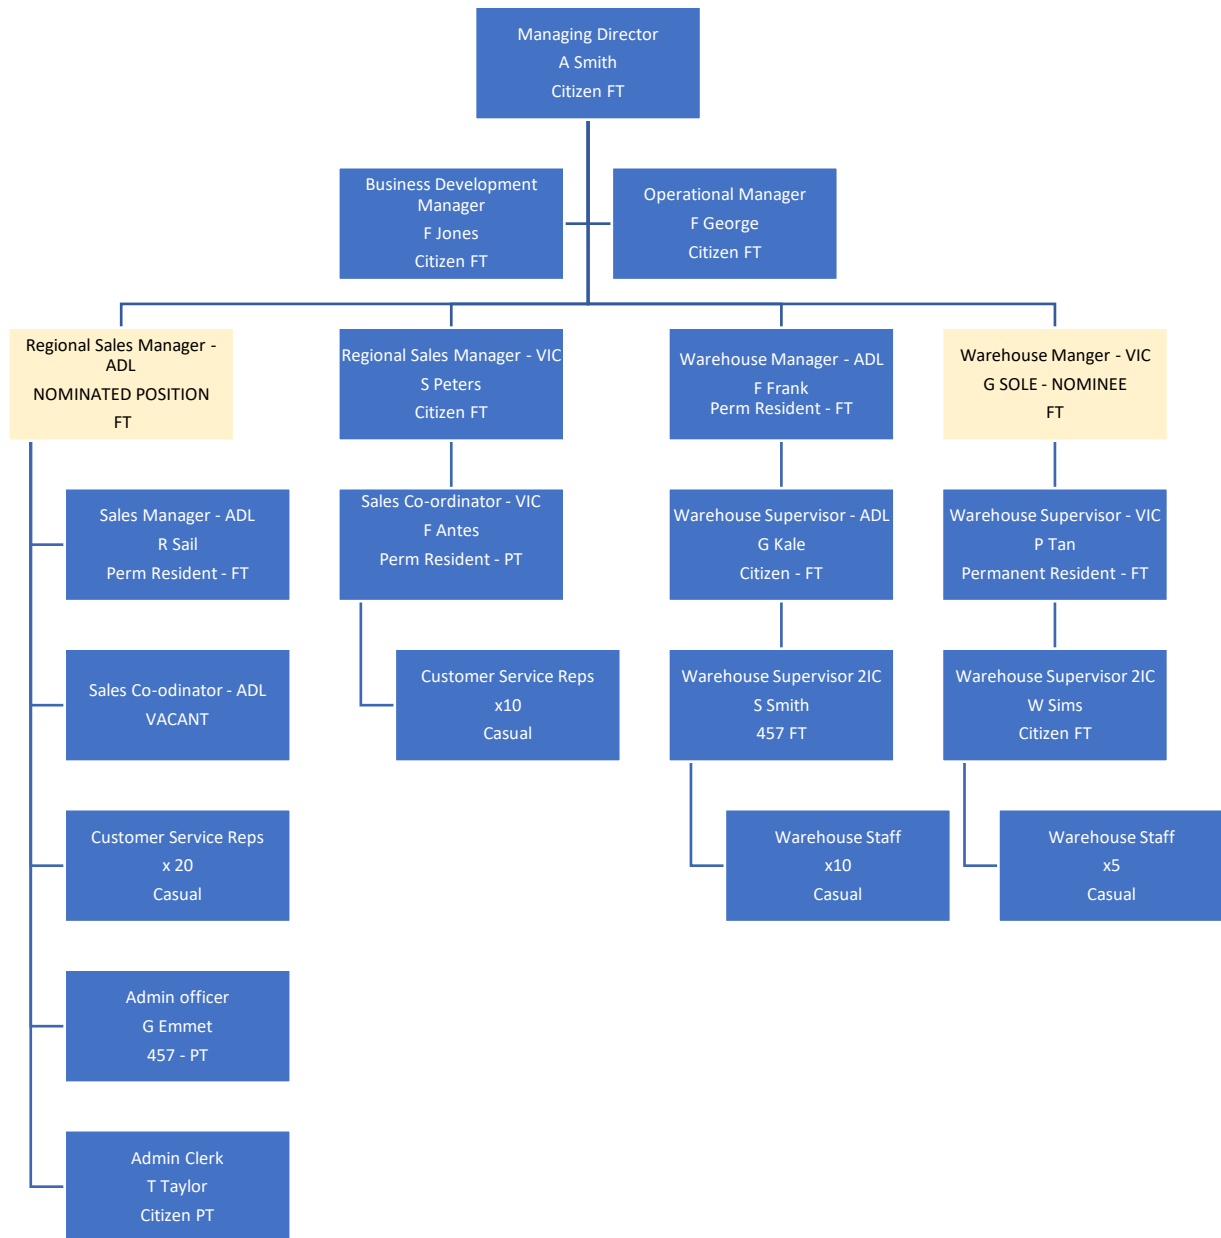 Managing Director
A Smith
Citizen FT
Business Development
Manager
F Jones
Citizen FT
Operational Manager
F George
Citizen FT
Regional Sales Manager -
ADL
NOMINATED POSITION
FT
Regional Sales Manager - VIC
S Peters
Citizen FT
Warehouse Manager - ADL
F Frank
Perm Resident - FT
Warehouse Manger - VIC
G SOLE - NOMINEE
FT
Sales Manager - ADL
R Sail
Perm Resident - FT
Sales Co-ordinator - VIC
F Antes
Perm Resident - PT
Warehouse Supervisor - ADL
G Kale
Citizen - FT
Warehouse Supervisor - VIC
P Tan
Permanent Resident - FT
Sales Co-odinator - ADL
VACANT
Customer Service Reps
x10
Casual
Warehouse Supervisor 2IC
S Smith
457 FT
Warehouse Supervisor 2IC
W Sims
Citizen FT
Customer Service Reps
x 20
Casual
Warehouse Staff
x10
Casual
Warehouse Staff
x5
Casual
Admin officer
G Emmet
457 - PT
Admin Clerk
T Taylor
Citizen PT